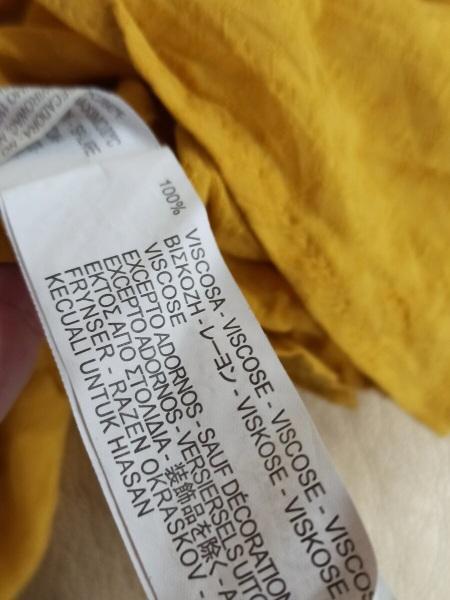 100%
VISCOSA - VISCOSE - VISCOSE - VISCOS
ΒΙΣΚΟΖΗ - レーヨン - VISKOSE - VISKOSE
VISCOSE
EXCEPTO ADORNOS - SAUF DÉCORATION
EXCEPTO ADORNOS - VERSIERSELS UITG
ΕΚΤΟΣ ΑΠΟ ΣΤΟΛΙΔΙΑ - 装飾品を除く - A
FRYNSER - RAZEN OKRASKOV -
KECUALI UNTUK HIASAN